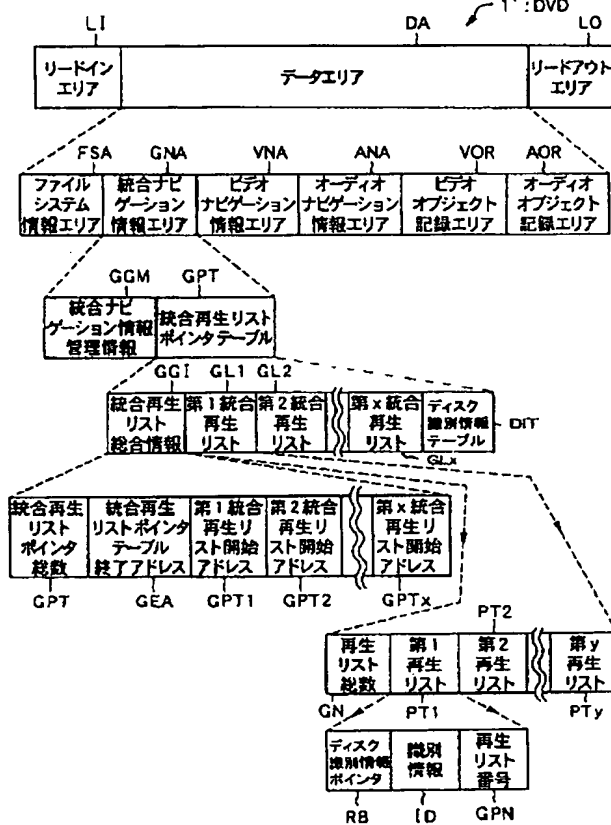 1' : DVD
LI
DA
LO
リードイン
エリア
データエリア
リードアウト
エリア
FSA
GNA
VNA
ANA
VOR
AOR
ファイル
システム
情報エリア
統合ナビ
ゲーション
情報エリア
ビデオ
ナビゲーション
情報エリア
オーディオ
ナビゲーション
情報エリア
ビデオ
オブジェクト
記録エリア
オーディオ
オブジェクト
記録エリア
GGM
GPT
統合ナビ
ゲーション情報
管理情報
統合再生リスト
ポインタテーブル
GGI
GL1
GL2
統合再生
リスト
総合情報
第1統合
再生
リスト
第2統合
再生
リスト
第x統合
再生
リスト
ディスク
識別情報
テーブル
DIT
GLx
統合再生
リスト
ポインタ
総数
統合再生
リストポインタ
テーブル
終了アドレス
第1統合
再生リ
スト開始
アドレス
第2統合
再生リ
スト開始
アドレス
第x統合
再生リ
スト開始
アドレス
GPT
GEA
GPT1
GPT2
GPTx
PT2
再生
リスト
総数
第1
再生
リスト
第2
再生
リスト
第y
再生
リスト
GN
PT1
PTy
ディスク
識別情報
ポインタ
識別
情報
再生
リスト
番号
RB
ID
GPN